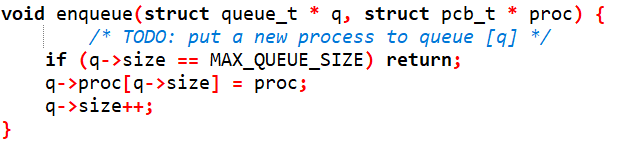 void enqueue(struct queue_t * q, struct pcb_t * proc) {
/* TODO: put a new process to queue [q] */
if (q->size == MAX_QUEUE_SIZE) return;
q->proc[q->size] = proc;
q->size++;
}